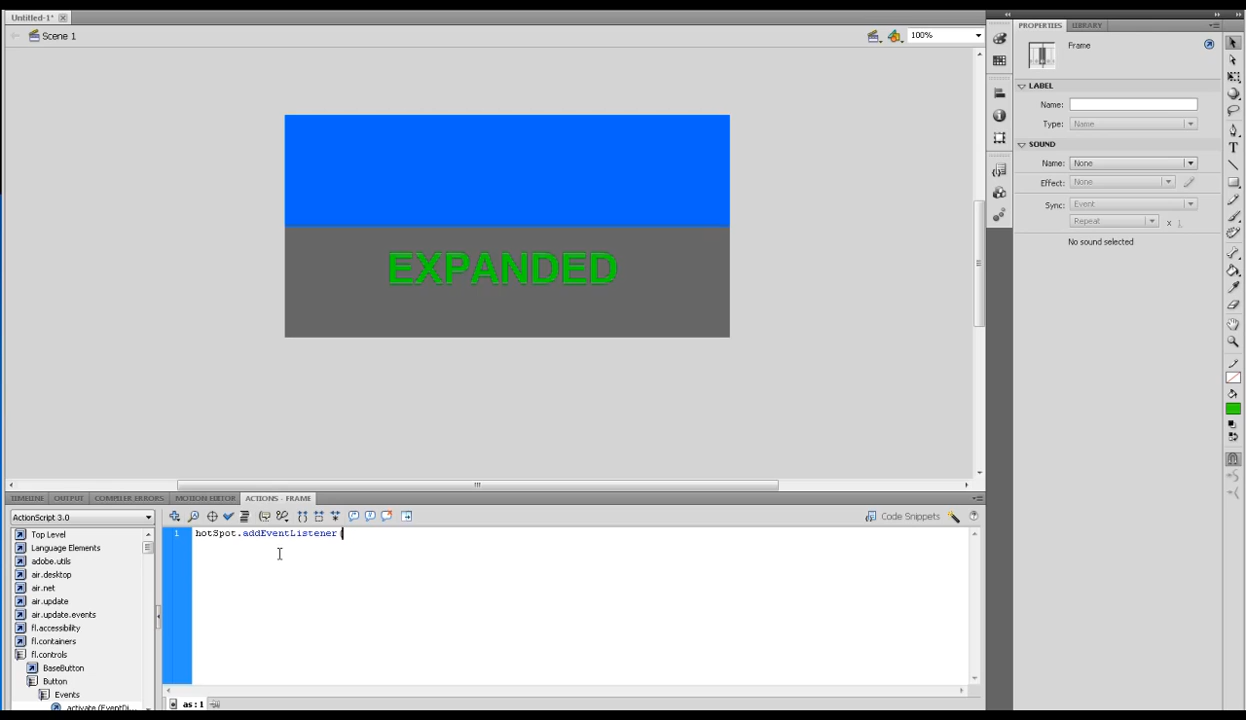 Untitled-1*
Scene 1
100%
EXPANDED
PROPERTIES
LIBRARY
Frame
LABEL
Name:
Type: Name
SOUND
Name: None
Effect: None
Sync: Event
Repeat x 1
No sound selected
TIMELINE
OUTPUT
COMPILER ERRORS
MOTION EDITOR
ACTIONS - FRAME
ActionScript 3.0
Code Snippets
Top Level
Language Elements
adobe.utils
air.desktop
air.net
air.update
air.update.events
fl.accessibility
fl.containers
fl.controls
BaseButton
Button
Events
activate (EventDi...
1 hotSpot.addEventListener(
as : 1